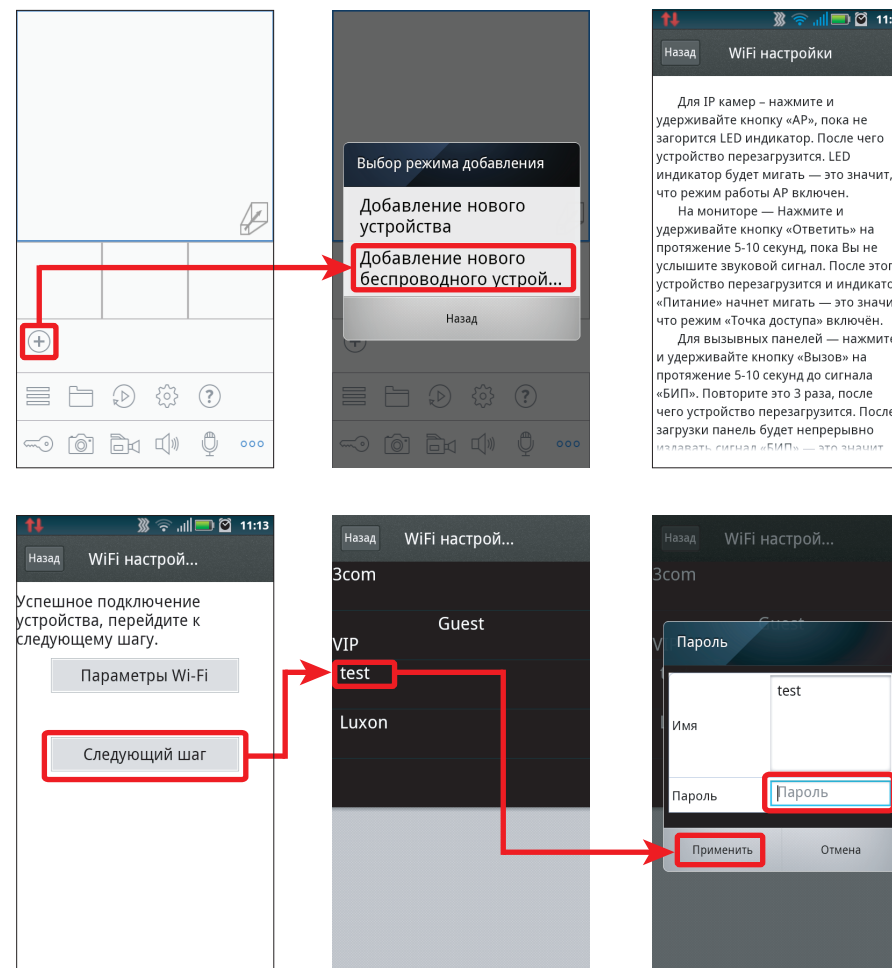 Выбор режима добавления
Добавление нового
устройства
Добавление нового
беспроводного устрой...
Назад
11:
Назад
WiFi настройки
Для IP камер – нажмите и
удерживайте кнопку «AP», пока не
загорится LED индикатор. После чего
устройство перезагрузится. LED
индикатор будет мигать — это значит,
что режим работы AP включен.
На мониторе — Нажмите и
удерживайте кнопку «Ответить» на
протяжение 5-10 секунд, пока Вы не
услышите звуковой сигнал. После этог
устройство перезагрузится и индикато
«Питание» начнет мигать — это значи
что режим «Точка доступа» включён.
Для вызывных панелей — нажмите
и удерживайте кнопку «Вызов» на
протяжение 5-10 секунд до сигнала
«БИП». Повторите это 3 раза, после
чего устройство перезагрузится. После
загрузки панель будет непрерывно
издавать сигнал «БИП» — это значит
11:13
Назад
WiFi настрой...
Успешное подключение
устройства, перейдите к
следующему шагу.
Параметры Wi-Fi
Следующий шаг
Назад
WiFi настрой...
3com
Guest
VIP
test
Luxon
Назад
WiFi настрой...
3com
Guest
Пароль
test
Имя
Пароль
Пароль
Применить
Отмена